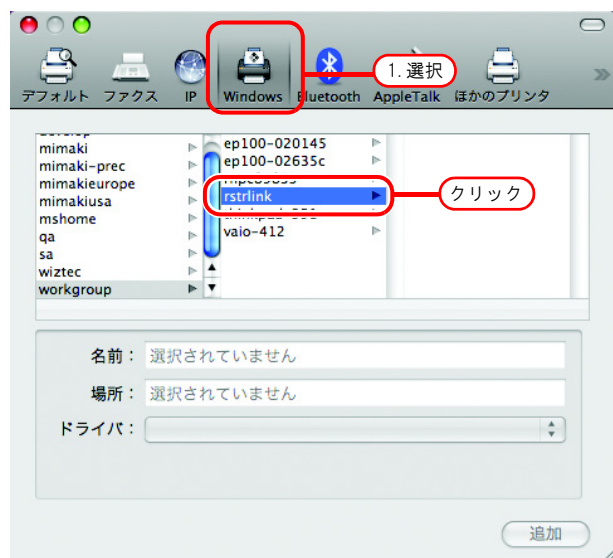 デフォルト ファクス IP Windows Bluetooth AppleTalk ほかのプリンタ
1. 選択
mimaki
mimaki-prec
mimakieurope
mimakiusa
mshome
qa
sa
wiztec
workgroup
ep100-020145
ep100-02635c
rstrlink
vaio-412
クリック
名前： 選択されていません
場所： 選択されていません
ドライバ：
追加